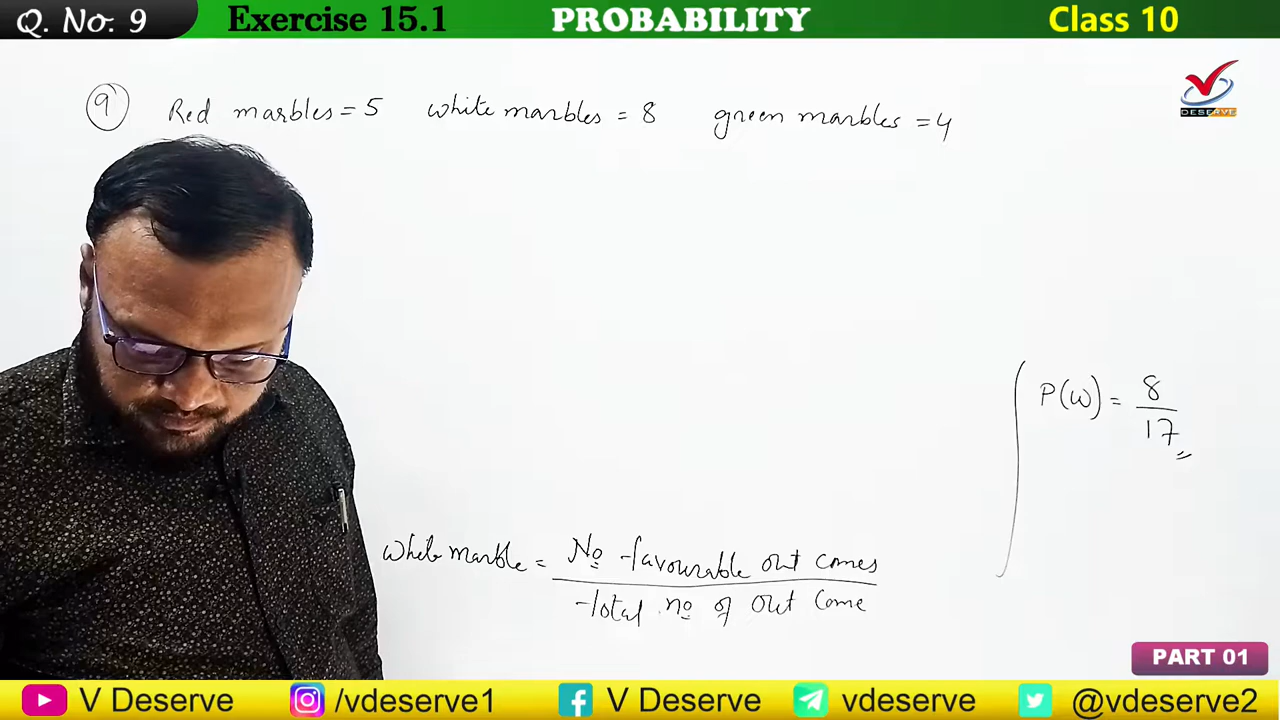 Q. No: 9 Exercise 15.1 PROBABILITY Class 10
DESERVE
9 Red marbles = 5 white marbles = 8 green marbles = 4
P(W) = 8
17
White marble = No favourable out comes
Total no of out Come
PART 01
V Deserve /vdeserve1 V Deserve vdeserve @vdeserve2